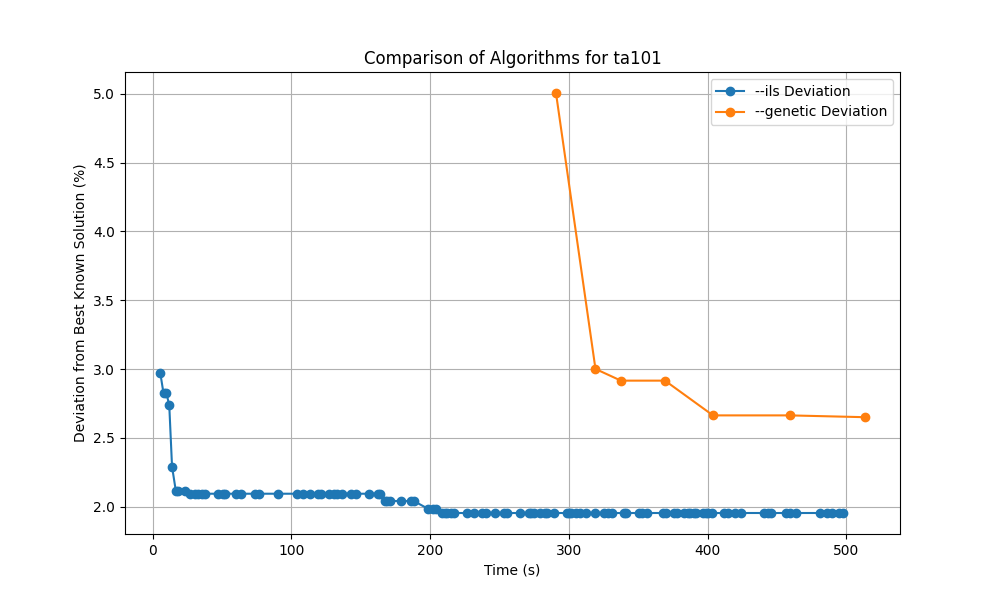 Comparison of Algorithms for ta101
--ils Deviation
--genetic Deviation
Deviation from Best Known Solution (%)
5.0
4.5
4.0
3.5
3.0
2.5
2.0
0
100
200
300
400
500
Time (s)